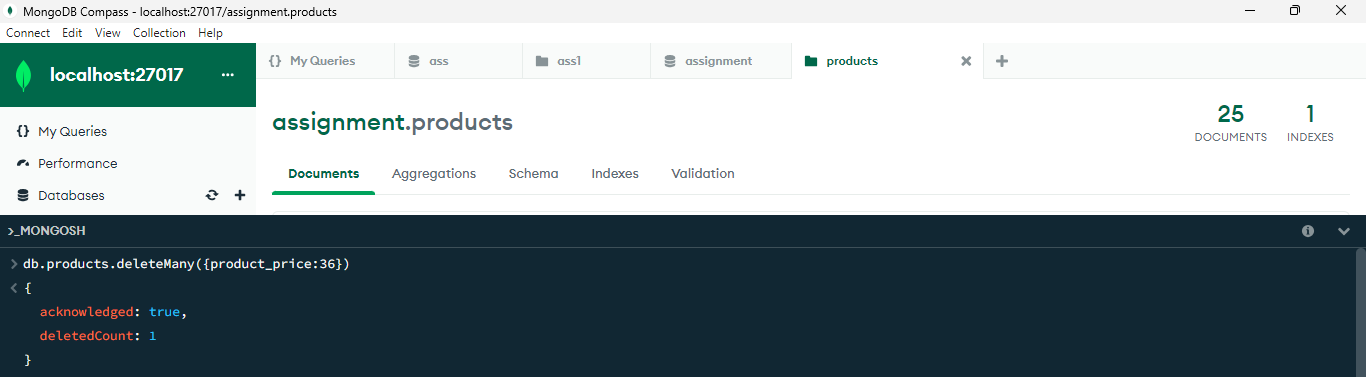 MongoDB Compass - localhost:27017/assignment.products
Connect Edit View Collection Help
localhost:27017 ...
{} My Queries ass ass1 assignment products
{} My Queries
Performance
Databases
assignment.products
25 DOCUMENTS
1 INDEXES
Documents Aggregations Schema Indexes Validation
>_MONGOSH
> db.products.deleteMany({product_price:36})
< {
acknowledged: true,
deletedCount: 1
}